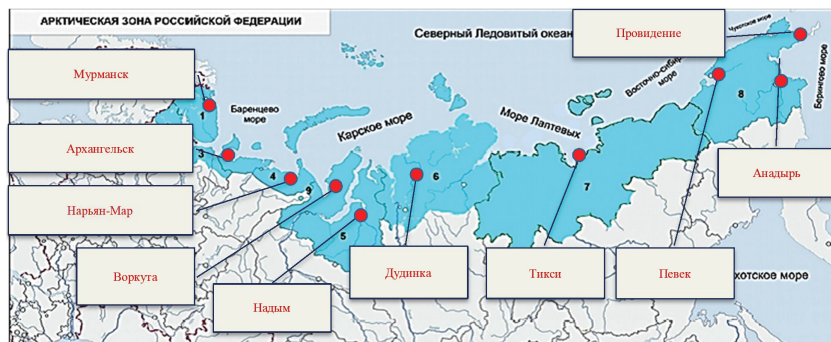 АРКТИЧЕСКАЯ ЗОНА РОССИЙСКОЙ ФЕДЕРАЦИИ
Северный Ледовитый океан
Чукотское море
Провидение
Мурманск
Баренцево
море
Карское море
Море Лаптевых
Восточно-сибир
море
Берингово море
1
8
Архангельск
3
4
9
6
7
Анадырь
Нарьян-Мар
5
Воркута
Надым
Дудинка
Тикси
Певек
хотское море